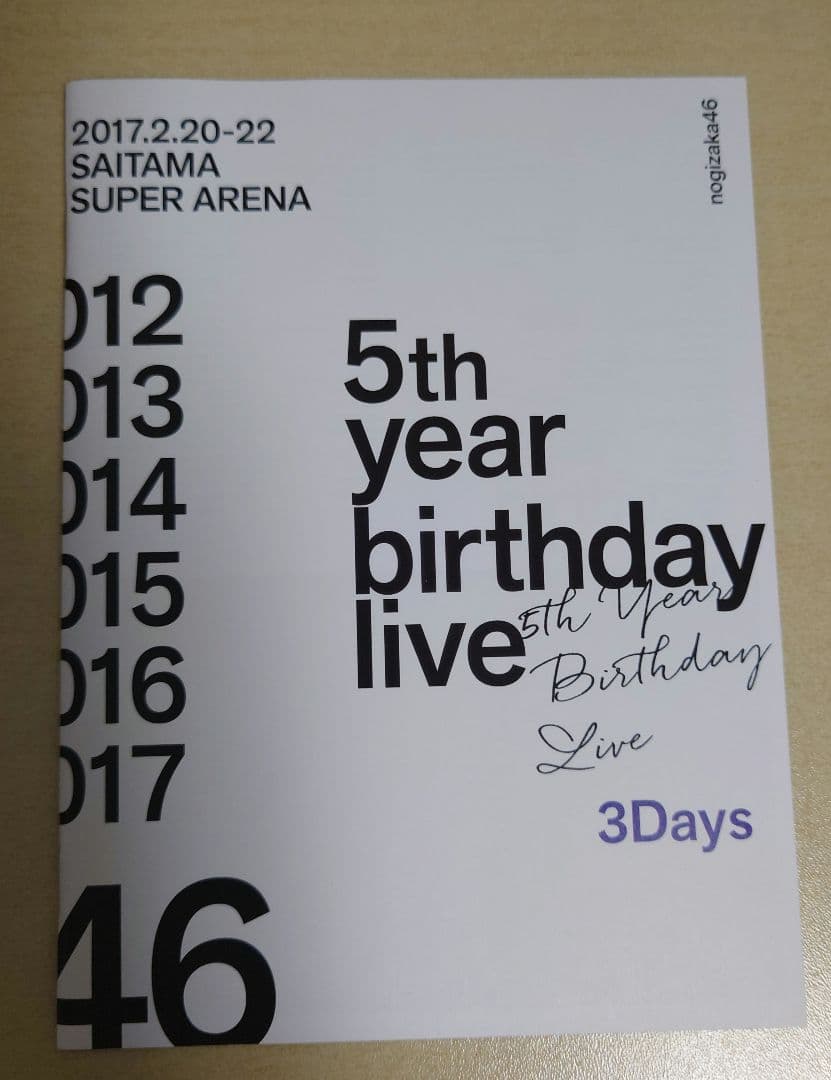 2017.2.20-22
SAITAMA
SUPER ARENA
nogizaka46
012
013
014
015
016
017
46
5th
year
birthday
live
5th Year
Birthday
Live
3Days